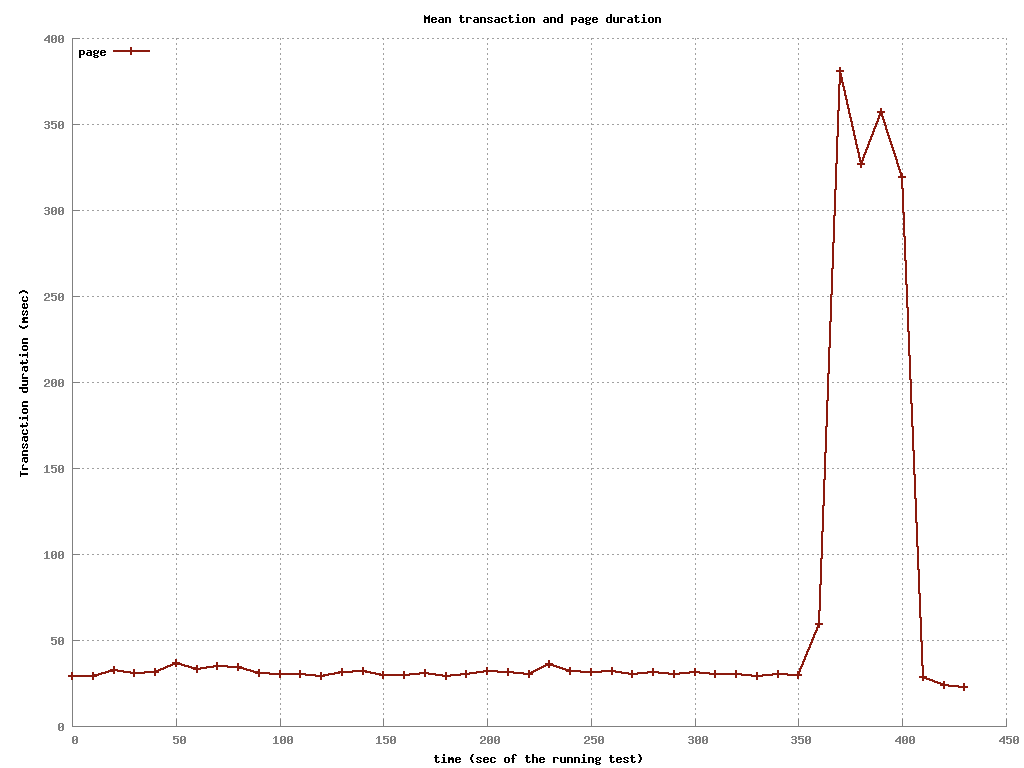 Mean transaction and page duration
page
400
350
300
250
200
150
100
50
0
Transaction duration (msec)
0 50 100 150 200 250 300 350 400 450
time (sec of the running test)